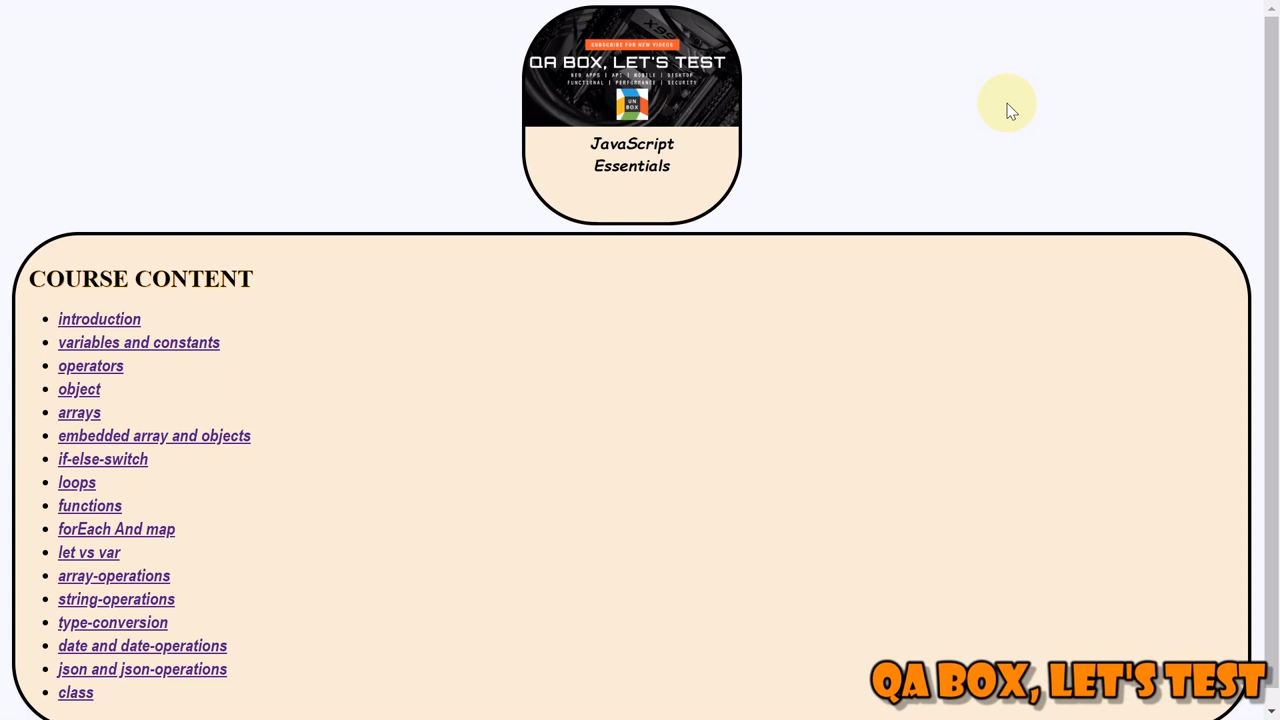 SUBSCRIBE FOR NEW VIDEOS
QA BOX, LET'S TEST
WEB APPS | API | MOBILE | DESKTOP
FUNCTIONAL | PERFORMANCE | SECURITY
UN
BOX
JavaScript
Essentials
COURSE CONTENT
introduction
variables and constants
operators
object
arrays
embedded array and objects
if-else-switch
loops
functions
forEach And map
let vs var
array-operations
string-operations
type-conversion
date and date-operations
json and json-operations
class
QA BOX, LET'S TEST